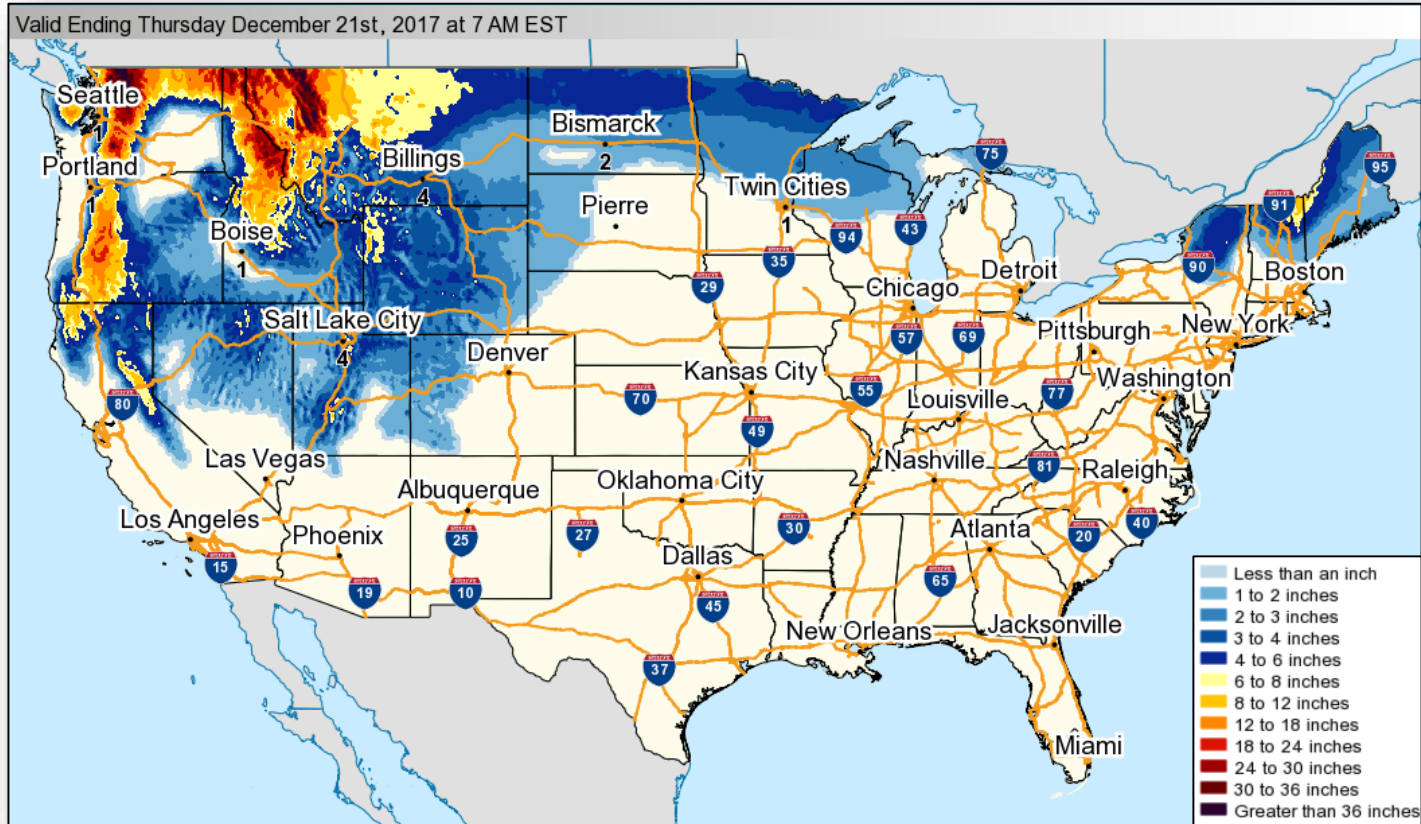 Valid Ending Thursday December 21st, 2017 at 7 AM EST
Seattle
1
Portland
1
Boise
1
Billings
4
Bismarck
2
Pierre
Twin Cities
1
75
95
91
94
43
35
29
90
Boston
Chicago
Detroit
Salt Lake City
4
Denver
57
69
Pittsburgh
New York
Kansas City
80
70
55
77
Washington
49
Louisville
Las Vegas
Nashville
81
Raleigh
Albuquerque
Oklahoma City
Los Angeles
Phoenix
25
27
30
Atlanta
20
40
15
Dallas
19
10
45
65
New Orleans
Jacksonville
37
Miami
Less than an inch
1 to 2 inches
2 to 3 inches
3 to 4 inches
4 to 6 inches
6 to 8 inches
8 to 12 inches
12 to 18 inches
18 to 24 inches
24 to 30 inches
30 to 36 inches
Greater than 36 inches